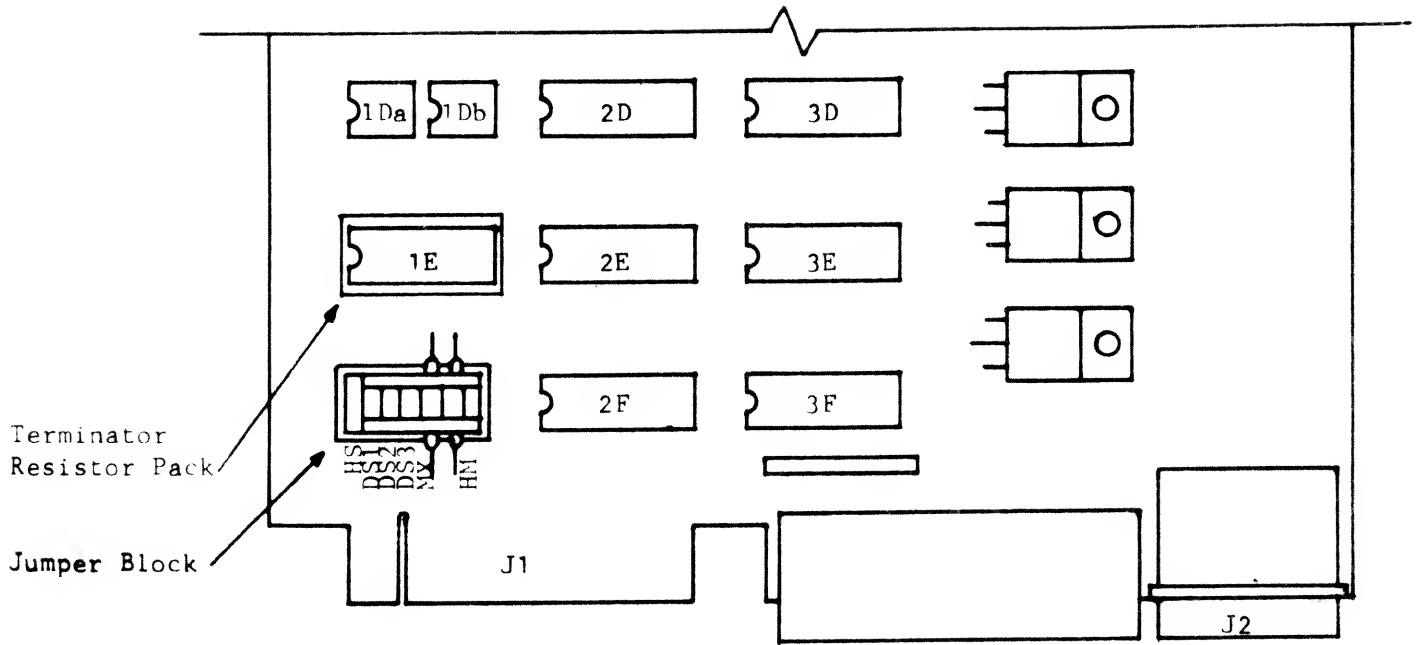 1Da 1Db 2D 3D
1E 2E 3E
2F 3F
Terminator
Resistor Pack
HS
DS1
DS2
DS3
MX
HM
Jumper Block
J1
J2